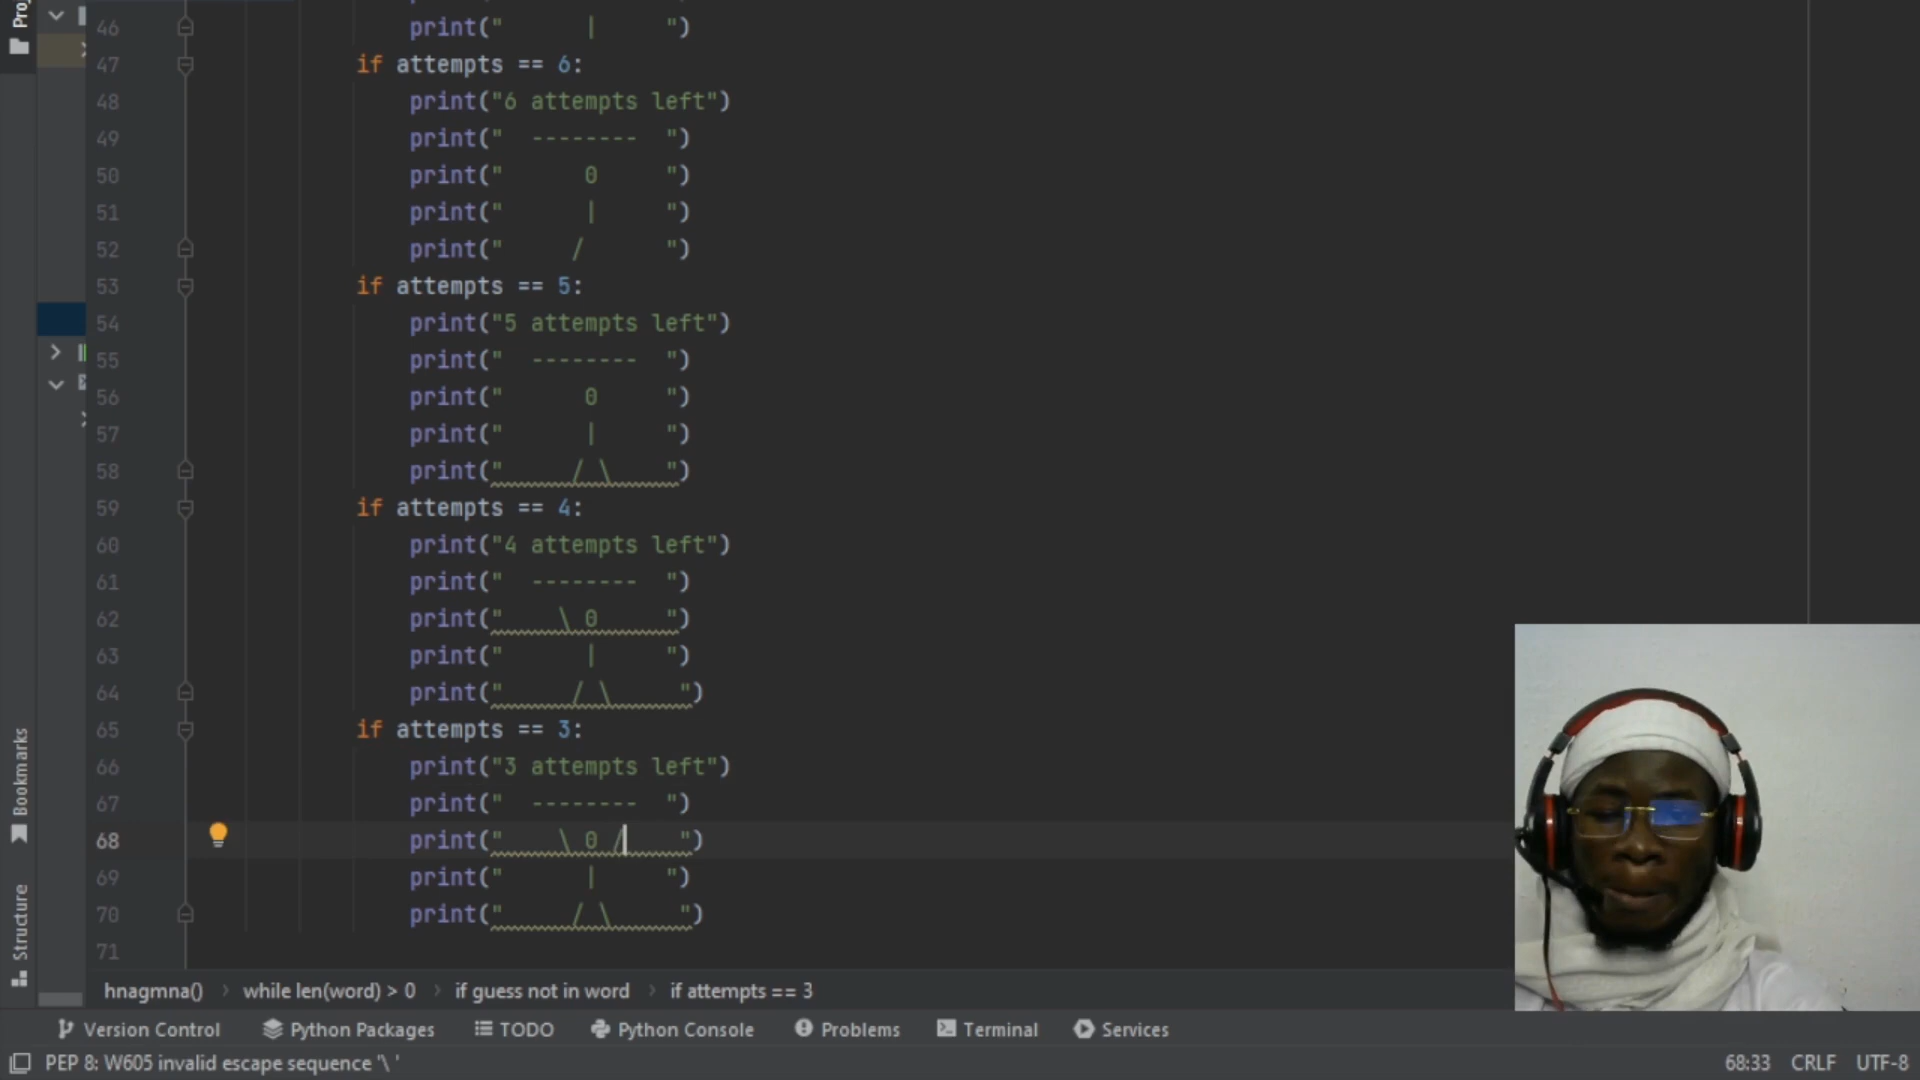 Pro
46 print("      |     ")
47 if attempts == 6:
48 print("6 attempts left")
49 print("  --------  ")
50 print("      0     ")
51 print("      |     ")
52 print("     /      ")
53 if attempts == 5:
54 print("5 attempts left")
55 print("  --------  ")
56 print("      0     ")
57 print("      |     ")
58 print("     / \    ")
59 if attempts == 4:
60 print("4 attempts left")
61 print("  --------  ")
62 print("    \ 0     ")
63 print("      |     ")
64 print("     / \     ")
65 if attempts == 3:
66 print("3 attempts left")
67 print("  --------  ")
68 print("    \ 0 /    ")
69 print("      |     ")
70 print("     / \     ")
71
Bookmarks
Structure
hnagmna() › while len(word) > 0 › if guess not in word › if attempts == 3
Version Control Python Packages TODO Python Console Problems Terminal Services
PEP 8: W605 invalid escape sequence '\ ' 68:33 CRLF UTF-8